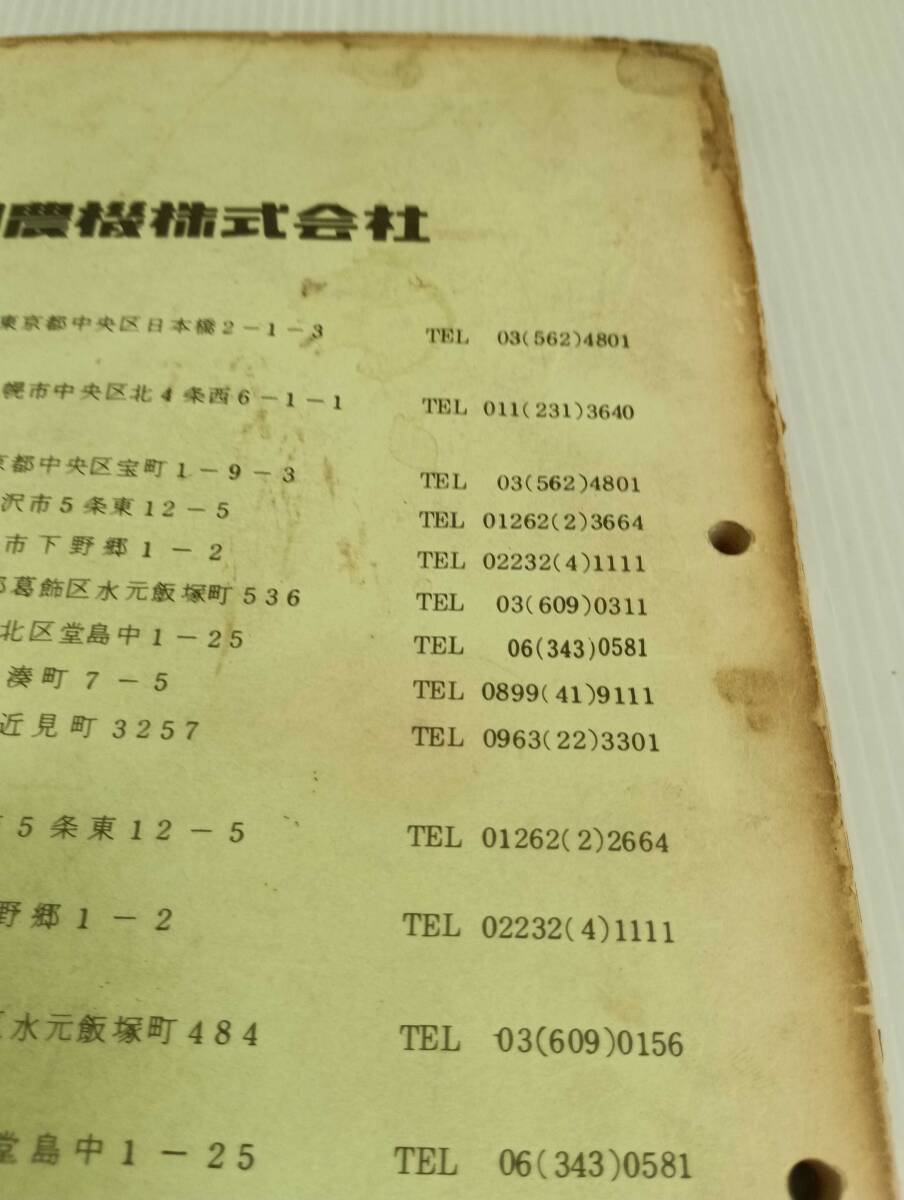 農機株式会社
東京都中央区日本橋2-1-3 TEL 03(562)4801
幌市中央区北4条西6-1-1 TEL 011(231)3640
京都中央区宝町1-9-3 TEL 03(562)4801
沢市5条東12-5 TEL 01262(2)3664
市下野郷1-2 TEL 02232(4)1111
葛飾区水元飯塚町536 TEL 03(609)0311
北区堂島中1-25 TEL 06(343)0581
湊町7-5 TEL 0899(41)9111
近見町3257 TEL 0963(22)3301
5条東12-5 TEL 01262(2)2664
野郷1-2 TEL 02232(4)1111
水元飯塚町484 TEL 03(609)0156
堂島中1-25 TEL 06(343)0581